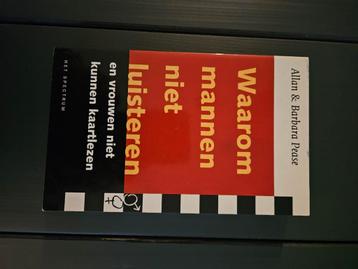 Allan & Barbara Pease
Waarom
mannen
niet
luisteren
en vrouwen niet
kunnen kaartlezen
HET SPECTRUM